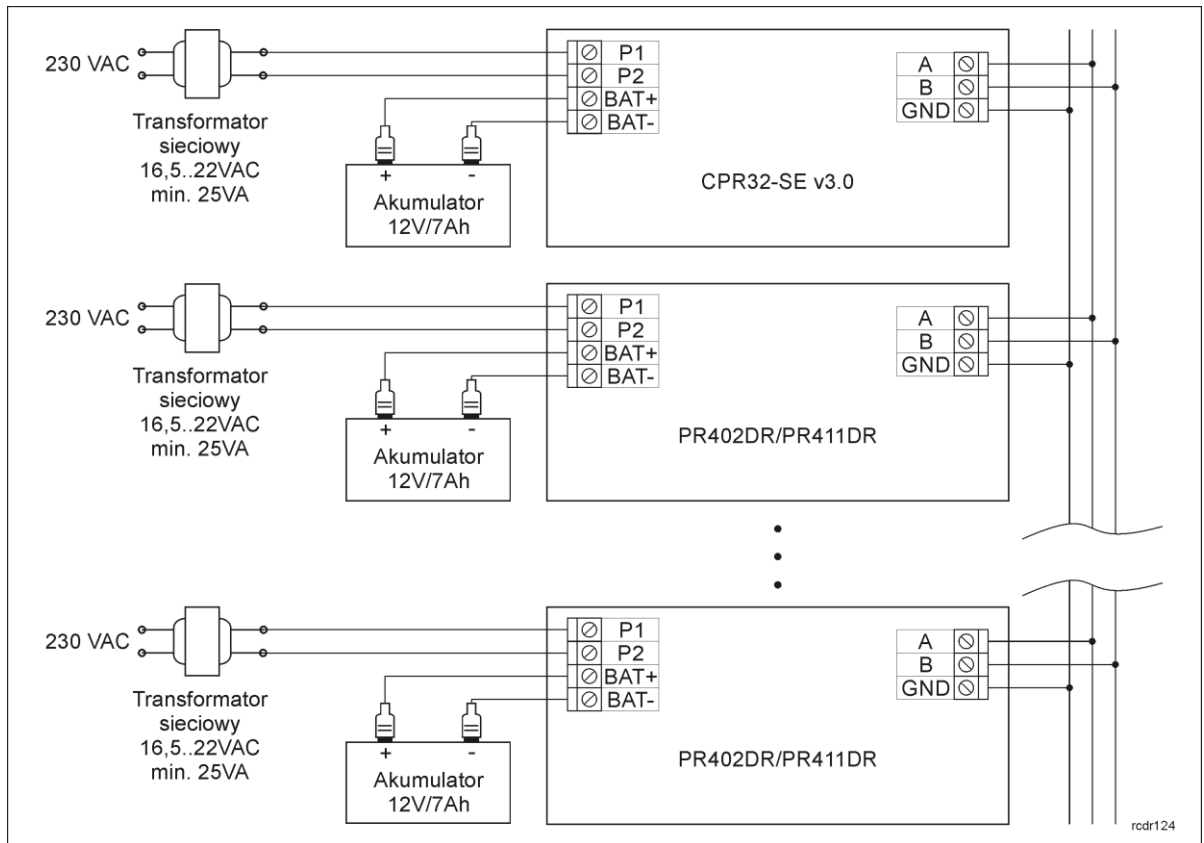 230 VAC
Transformator
sieciowy
16,5..22VAC
min. 25VA
P1
P2
BAT+
BAT-
+ -
Akumulator
12V/7Ah
CPR32-SE v3.0
A
B
GND
230 VAC
Transformator
sieciowy
16,5..22VAC
min. 25VA
P1
P2
BAT+
BAT-
+ -
Akumulator
12V/7Ah
PR402DR/PR411DR
A
B
GND
230 VAC
Transformator
sieciowy
16,5..22VAC
min. 25VA
P1
P2
BAT+
BAT-
+ -
Akumulator
12V/7Ah
PR402DR/PR411DR
A
B
GND
rcdr124